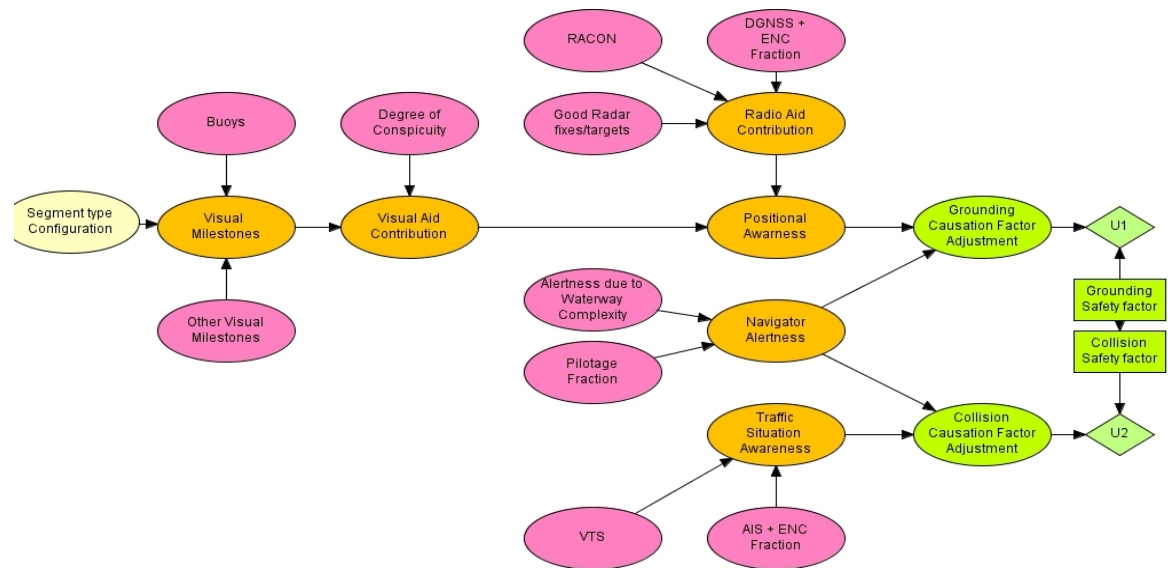 RACON
DGNSS +
ENC
Fraction
Buoys
Degree of
Conspicuity
Good Radar
fixes/targets
Radio Aid
Contribution
Segment type
Configuration
Visual
Milestones
Visual Aid
Contribution
Positional
Awarness
Grounding
Causation Factor
Adjustment
U1
Other Visual
Milestones
Alertness due to
Waterway
Complexity
Navigator
Alertness
Grounding
Safety factor
Collision
Safety factor
Pilotage
Fraction
Traffic
Situation
Awareness
Collision
Causation Factor
Adjustment
U2
VTS
AIS + ENC
Fraction